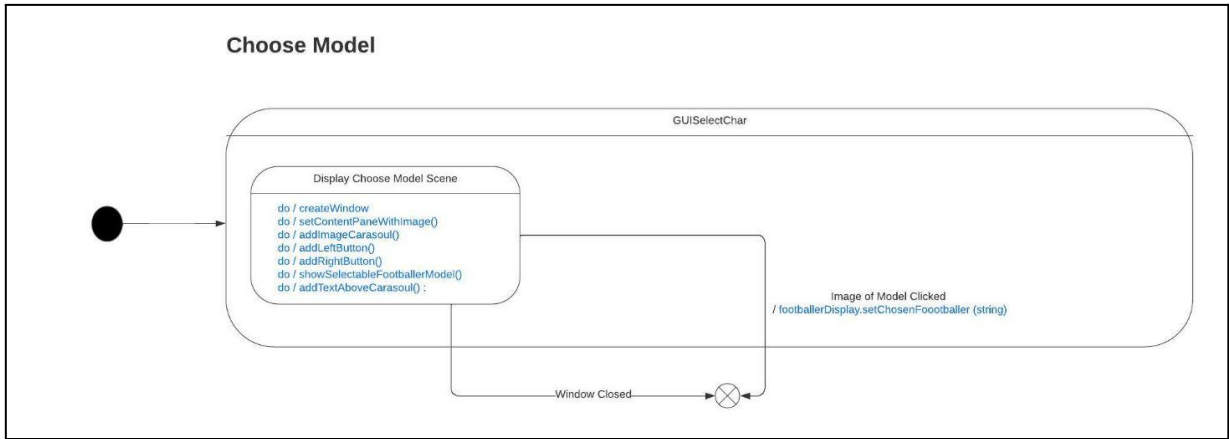 Choose Model
GUISelectChar
Display Choose Model Scene
do / createWindow
do / setContentPaneWithImage()
do / addImageCarasoul()
do / addLeftButton()
do / addRightButton()
do / showSelectableFootballerModel()
do / addTextAboveCarasoul() ;
Image of Model Clicked
/ footballerDisplay.setChosenFoootballer (string)
Window Closed